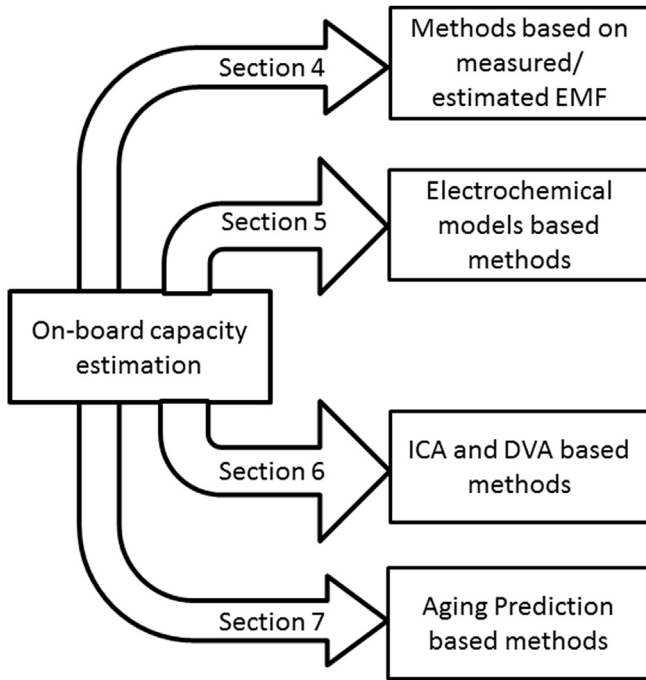 Section 4
Methods based on
measured/
estimated EMF
Section 5
Electrochemical
models based
methods
On-board capacity
estimation
Section 6
ICA and DVA based
methods
Section 7
Aging Prediction
based methods